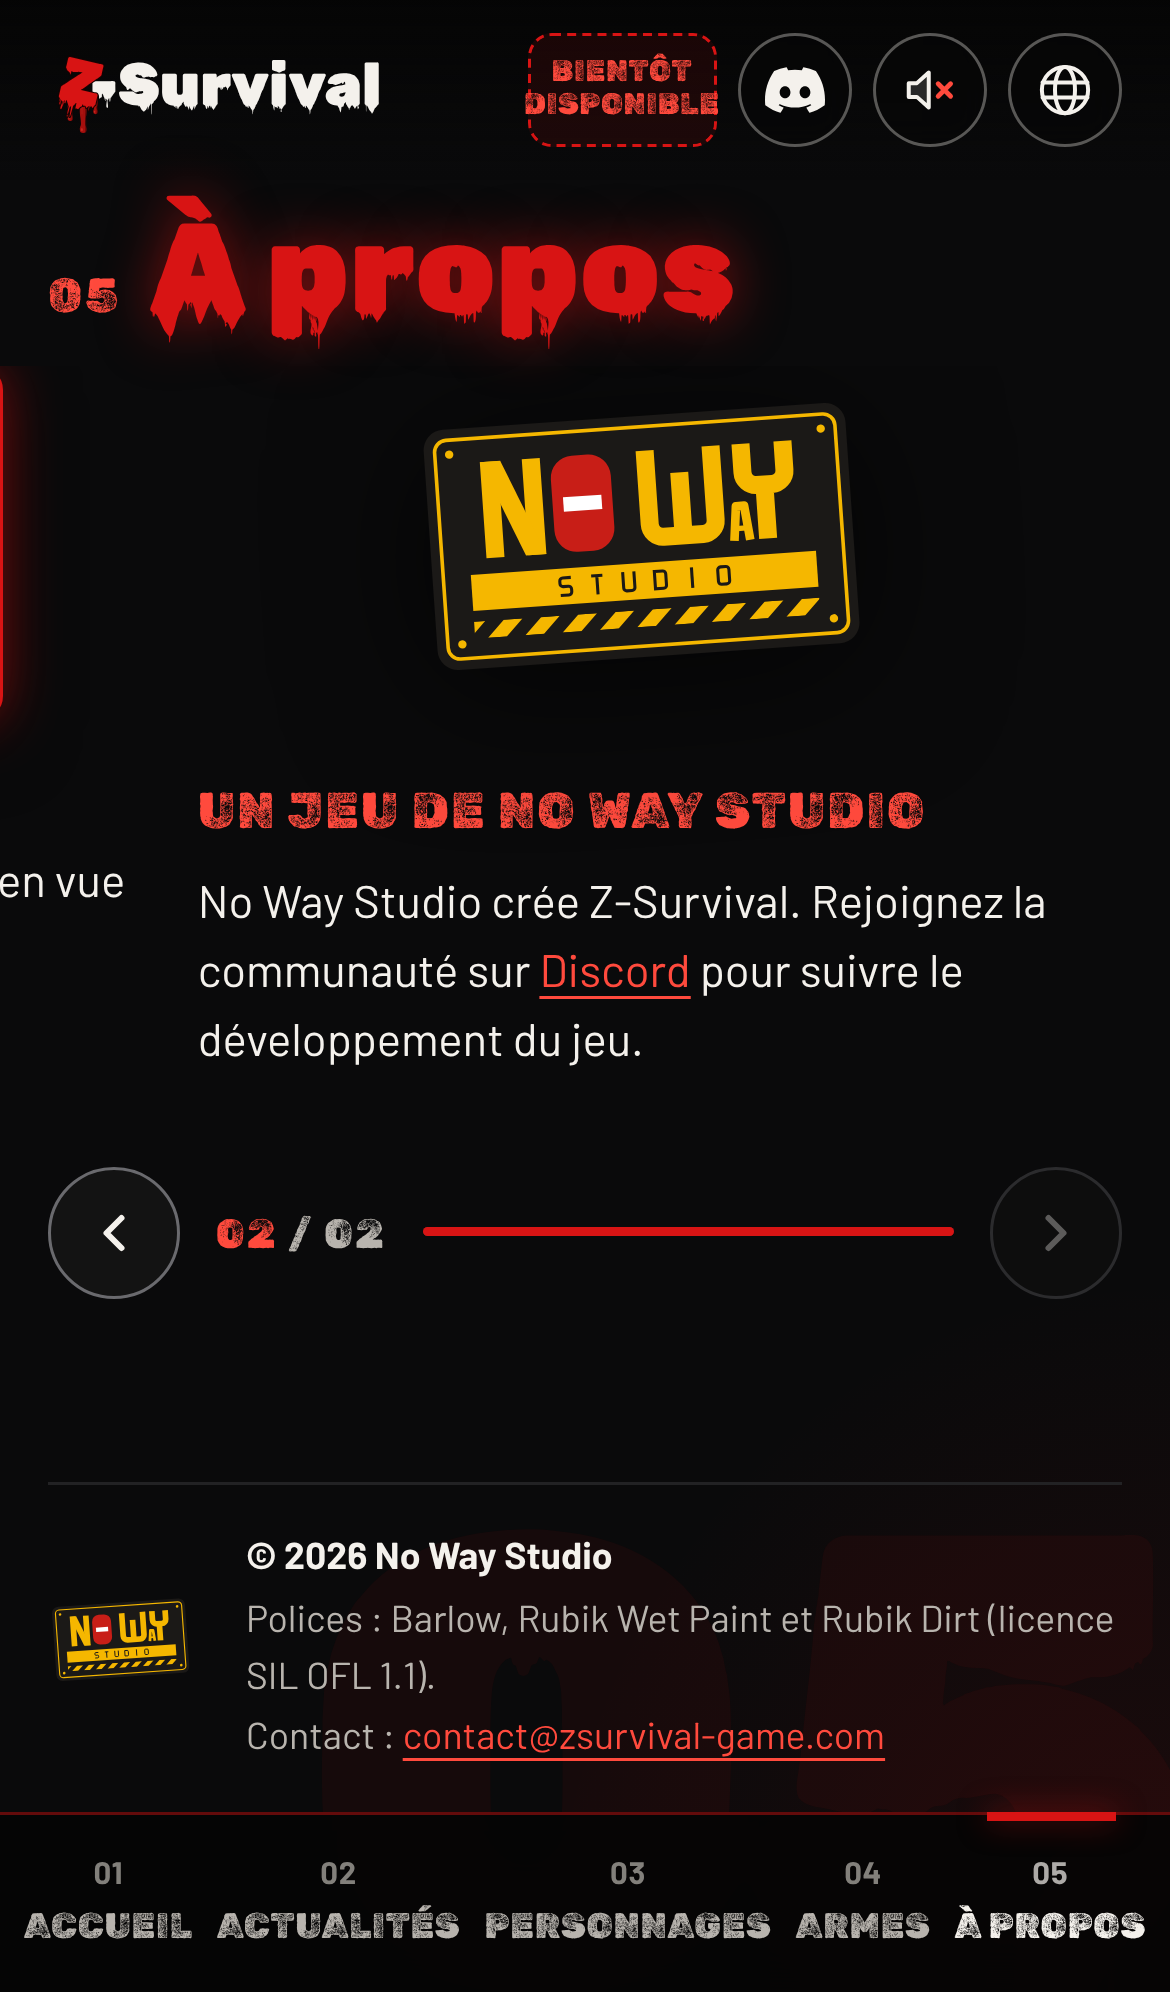 Z-Survival
BIENTÔT
DISPONIBLE
05 À propos
NO WAY
STUDIO
UN JEU DE NO WAY STUDIO
en vue
No Way Studio crée Z-Survival. Rejoignez la
communauté sur Discord pour suivre le
développement du jeu.
02 / 02
© 2026 No Way Studio
Polices : Barlow, Rubik Wet Paint et Rubik Dirt (licence
SIL OFL 1.1).
Contact : contact@zsurvival-game.com
NO WAY
STUDIO
01 02 03 04 05
ACCUEIL ACTUALITÉS PERSONNAGES ARMES À PROPOS